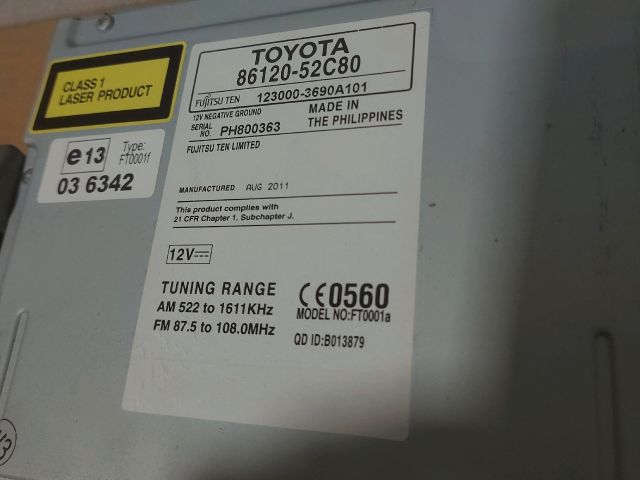 CLASS 1
LASER PRODUCT
e13
Type:
FT0001f
03 6342
TOYOTA
86120-52C80
FUJITSU TEN 123000-3690A101
12V NEGATIVE GROUND
SERIAL NO. PH800363
MADE IN
THE PHILIPPINES
FUJITSU TEN LIMITED
MANUFACTURED AUG 2011
This product complies with
21 CFR Chapter 1. Subchapter J.
12V
TUNING RANGE
AM 522 to 1611KHz
FM 87.5 to 108.0MHz
CE0560
MODEL NO:FT0001a
QD ID:B013879